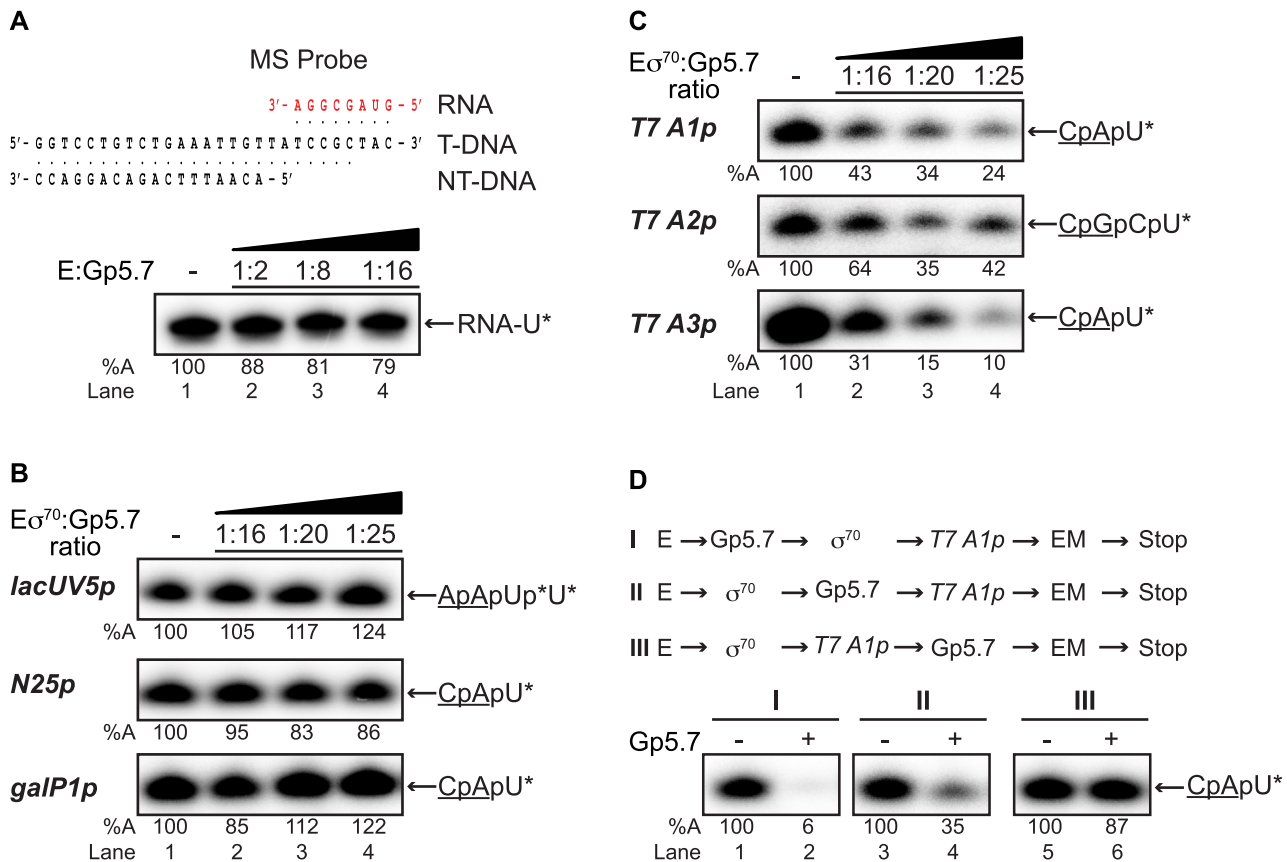 A
MS Probe
3'- A G G C G A U G - 5' RNA
5'- G G T C C T G T C T G A A A T T G T T A T C C G C T A C - 3' T-DNA
3'- C C A G G A C A G A C T T T A A C A - 5' NT-DNA
E:Gp5.7 - 1:2 1:8 1:16
←RNA-U*
%A 100 88 81 79
Lane 1 2 3 4
B
Eσ⁷⁰:Gp5.7 ratio - 1:16 1:20 1:25
lacUV5p ←ApApUp*U*
%A 100 105 117 124
N25p ←CpApU*
%A 100 95 83 86
galP1p ←CpApU*
%A 100 85 112 122
Lane 1 2 3 4
C
Eσ⁷⁰:Gp5.7 ratio - 1:16 1:20 1:25
T7 A1p ←CpApU*
%A 100 43 34 24
T7 A2p ←CpGpCpU*
%A 100 64 35 42
T7 A3p ←CpApU*
%A 100 31 15 10
Lane 1 2 3 4
D
I E → Gp5.7 → σ⁷⁰ → T7 A1p → EM → Stop
II E → σ⁷⁰ → Gp5.7 → T7 A1p → EM → Stop
III E → σ⁷⁰ → T7 A1p → Gp5.7 → EM → Stop
I II III
Gp5.7 - + - + - +
←CpApU*
%A 100 6 100 35 100 87
Lane 1 2 3 4 5 6